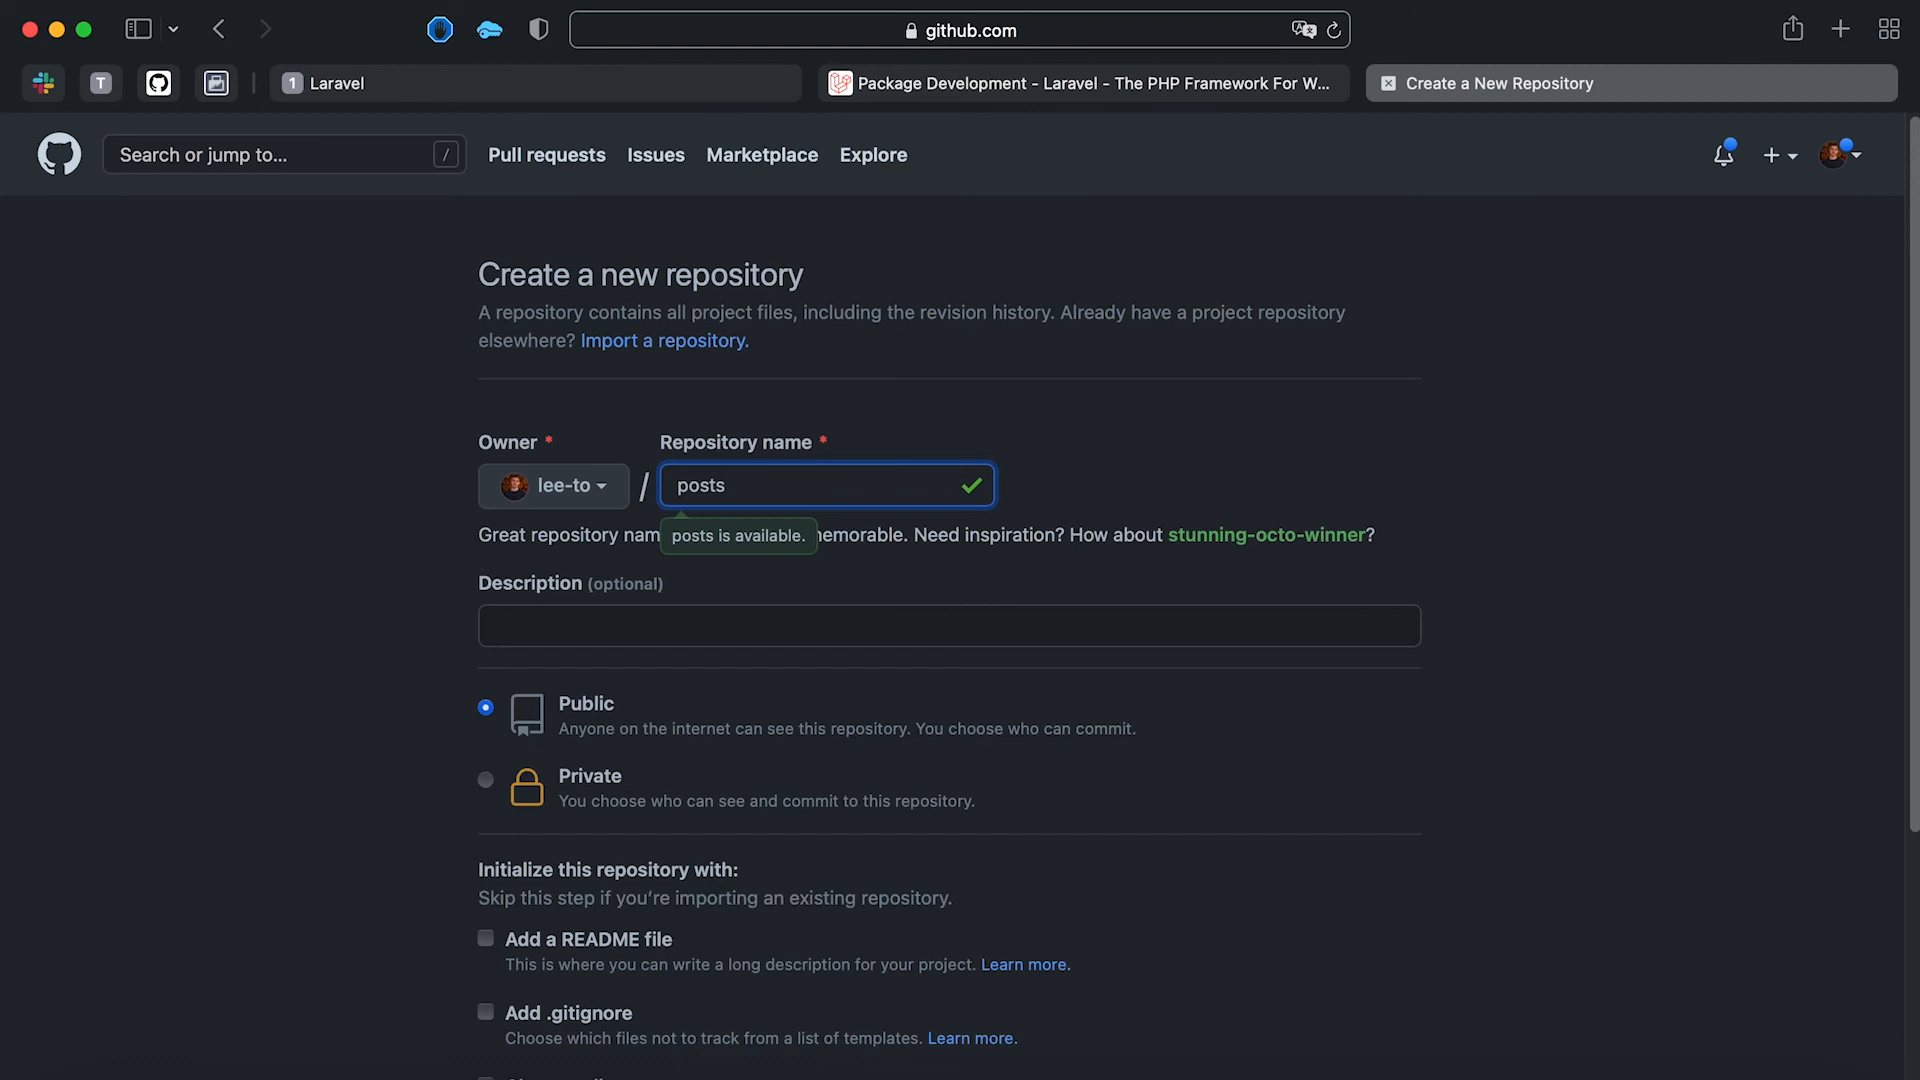 github.com
T
1 Laravel
Package Development - Laravel - The PHP Framework For W...
Create a New Repository
Search or jump to...
/
Pull requests
Issues
Marketplace
Explore
Create a new repository
A repository contains all project files, including the revision history. Already have a project repository
elsewhere? Import a repository.
Owner *
Repository name *
lee-to
/
posts
Great repository nam
posts is available.
emorable. Need inspiration? How about stunning-octo-winner?
Description (optional)
Public
Anyone on the internet can see this repository. You choose who can commit.
Private
You choose who can see and commit to this repository.
Initialize this repository with:
Skip this step if you're importing an existing repository.
Add a README file
This is where you can write a long description for your project. Learn more.
Add .gitignore
Choose which files not to track from a list of templates. Learn more.